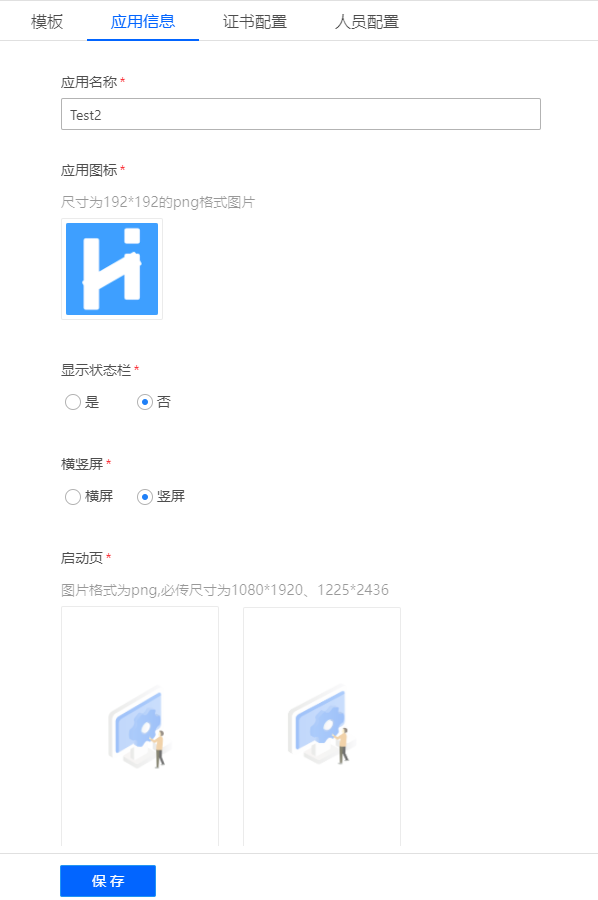 模板 应用信息 证书配置 人员配置
应用名称*
Test2
应用图标*
尺寸为192*192的png格式图片
显示状态栏*
是 否
横竖屏*
横屏 竖屏
启动页*
图片格式为png,必传尺寸为1080*1920、1225*2436
保存